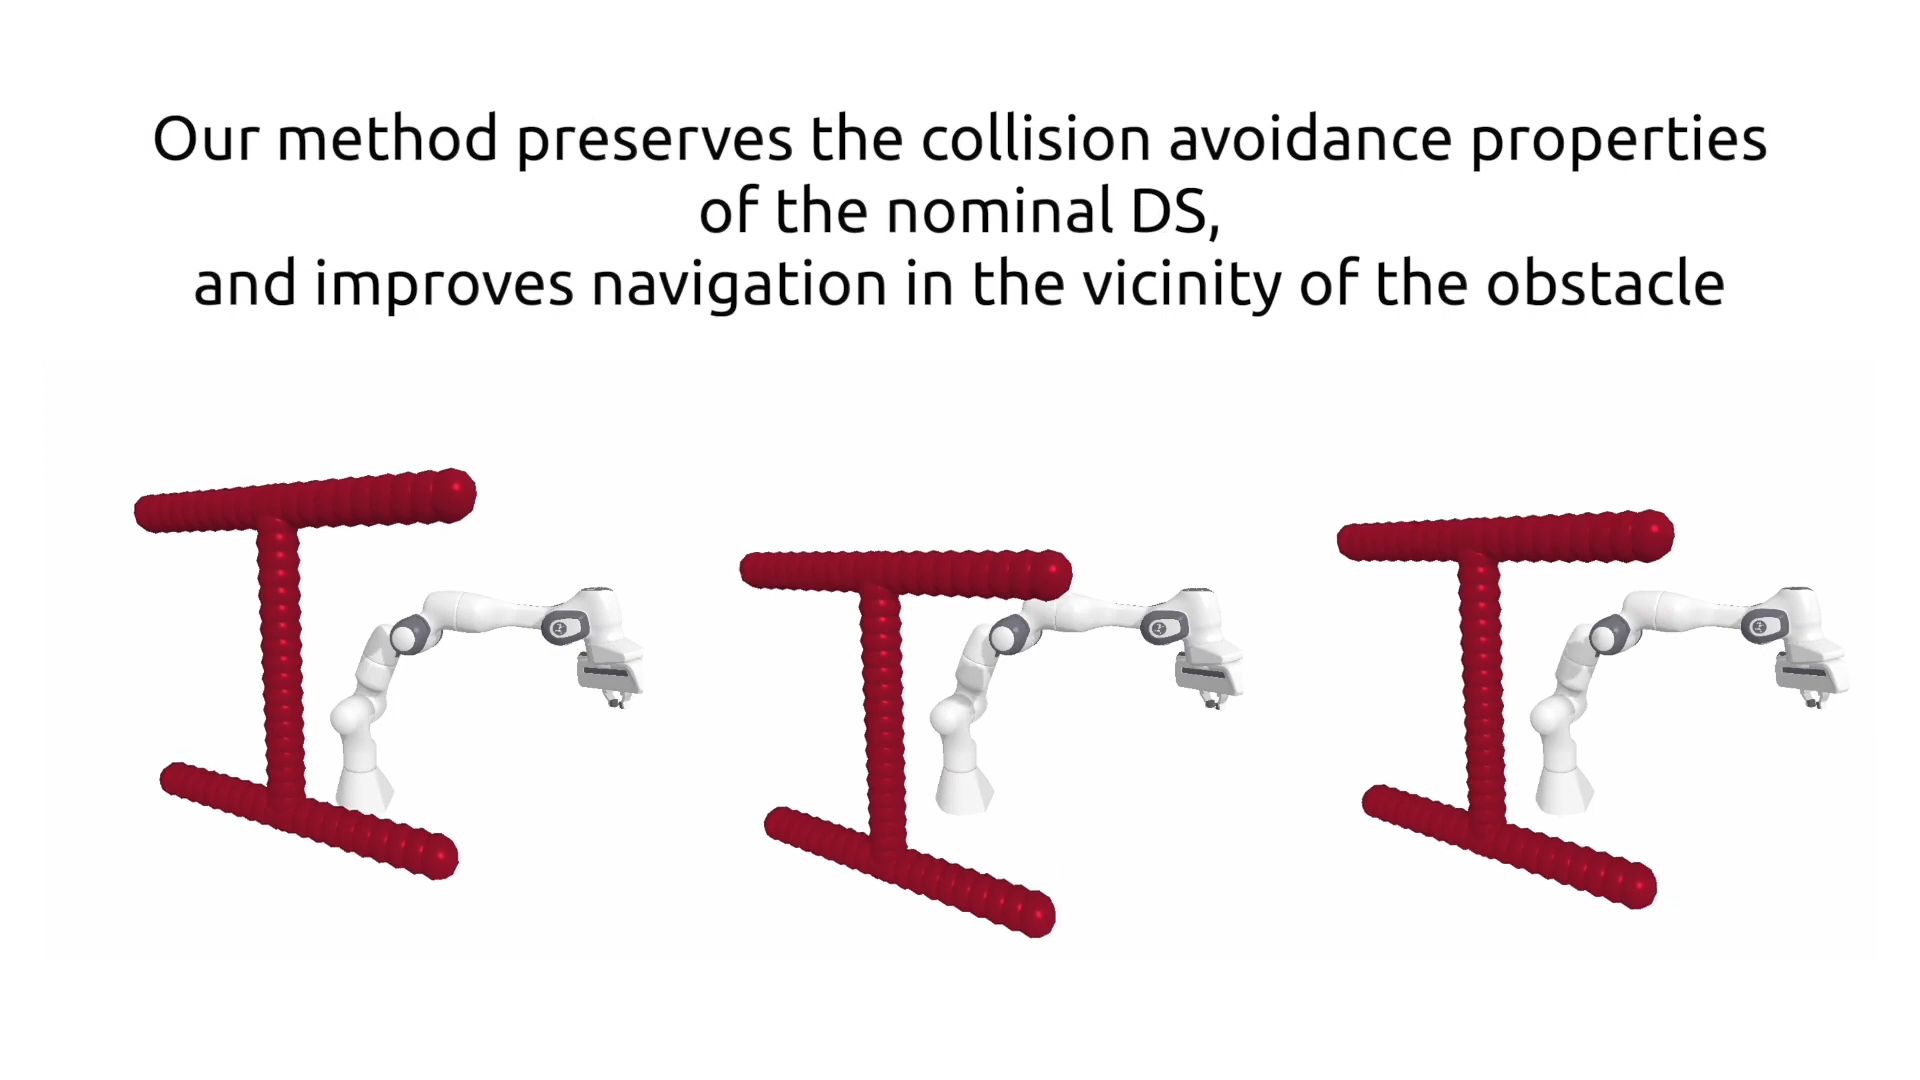 Our method preserves the collision avoidance properties
of the nominal DS,
and improves navigation in the vicinity of the obstacle